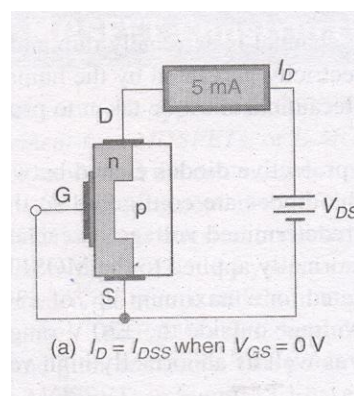 5 mA
I_D
D
n
G
p
V_DS
S
(a) I_D = I_DSS when V_GS = 0 V